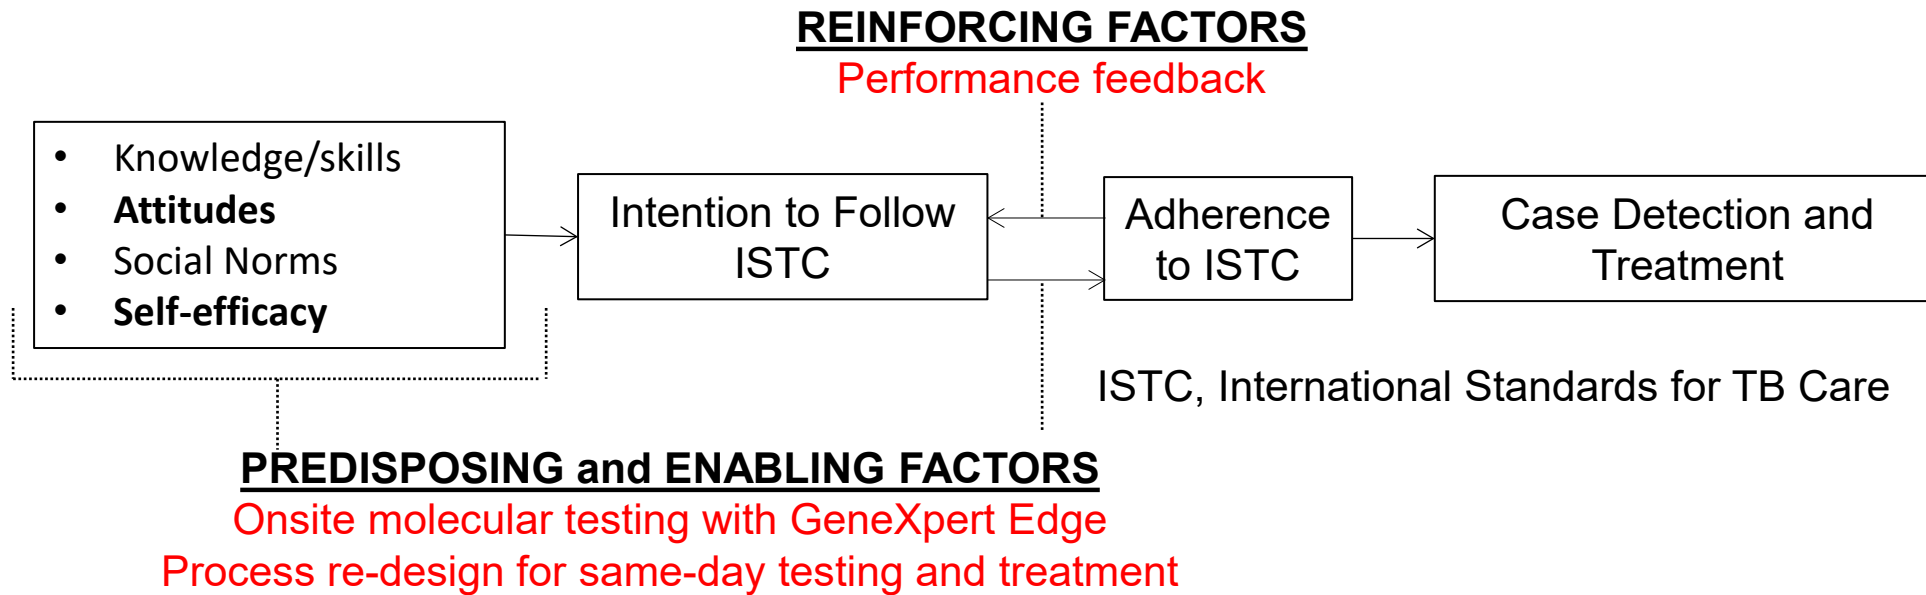 REINFORCING FACTORS
Performance feedback
• Knowledge/skills
• Attitudes
• Social Norms
• Self-efficacy
Intention to Follow
ISTC
Adherence
to ISTC
Case Detection and
Treatment
ISTC, International Standards for TB Care
PREDISPOSING and ENABLING FACTORS
Onsite molecular testing with GeneXpert Edge
Process re-design for same-day testing and treatment